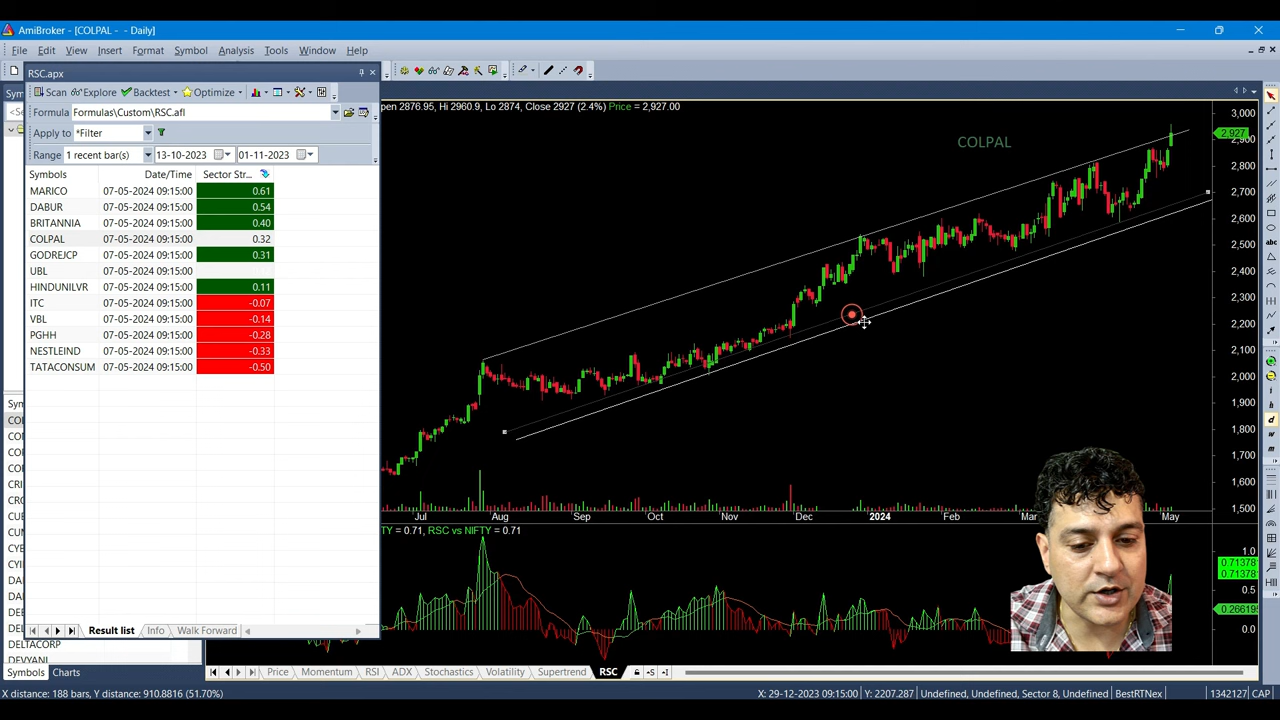 AmiBroker - [COLPAL - - Daily]
File Edit View Insert Format Symbol Analysis Tools Window Help
RSC.apx
Scan Explore Backtest Optimize
Formula Formulas\Custom\RSC.afl
Apply to *Filter
Range 1 recent bar(s) 13-10-2023 01-11-2023
Symbols Date/Time Sector Str...
MARICO 07-05-2024 09:15:00 0.61
DABUR 07-05-2024 09:15:00 0.54
BRITANNIA 07-05-2024 09:15:00 0.40
COLPAL 07-05-2024 09:15:00 0.32
GODREJCP 07-05-2024 09:15:00 0.31
UBL 07-05-2024 09:15:00
HINDUNILVR 07-05-2024 09:15:00 0.11
ITC 07-05-2024 09:15:00 -0.07
VBL 07-05-2024 09:15:00 -0.14
PGHH 07-05-2024 09:15:00 -0.28
NESTLEIND 07-05-2024 09:15:00 -0.33
TATACONSUM 07-05-2024 09:15:00 -0.50
Result list Info Walk Forward
DELTACORP
DEVYANI
Symbols Charts
pen 2876.95, Hi 2960.9, Lo 2874, Close 2927 (2.4%) Price = 2,927.00
COLPAL
3,000
2,927
2,800
2,700
2,600
2,500
2,400
2,300
2,200
2,100
2,000
1,900
1,800
1,700
1,600
1,500
Jul Aug Sep Oct Nov Dec 2024 Feb Mar May
TY = 0.71, RSC vs NIFTY = 0.71
1.0
0.71378
0.71378
0.5
0.266195
0.0
Price Momentum RSI ADX Stochastics Volatility Supertrend RSC
X distance: 188 bars, Y distance: 910.8816 (51.70%) X: 29-12-2023 09:15:00 Y: 2207.287 Undefined, Undefined, Sector 8, Undefined BestRTNex 1342127 CAP